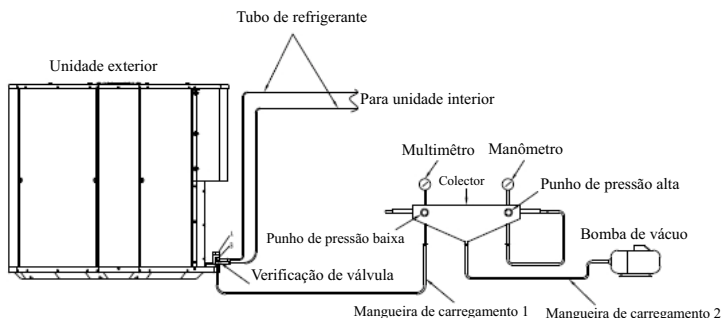 Tubo de refrigerante
Unidade exterior
Para unidade interior
Multimêtro
Manômetro
Colector
Punho de pressão alta
Punho de pressão baixa
Bomba de vácuo
Verificação de válvula
Mangueira de carregamento 1
Mangueira de carregamento 2